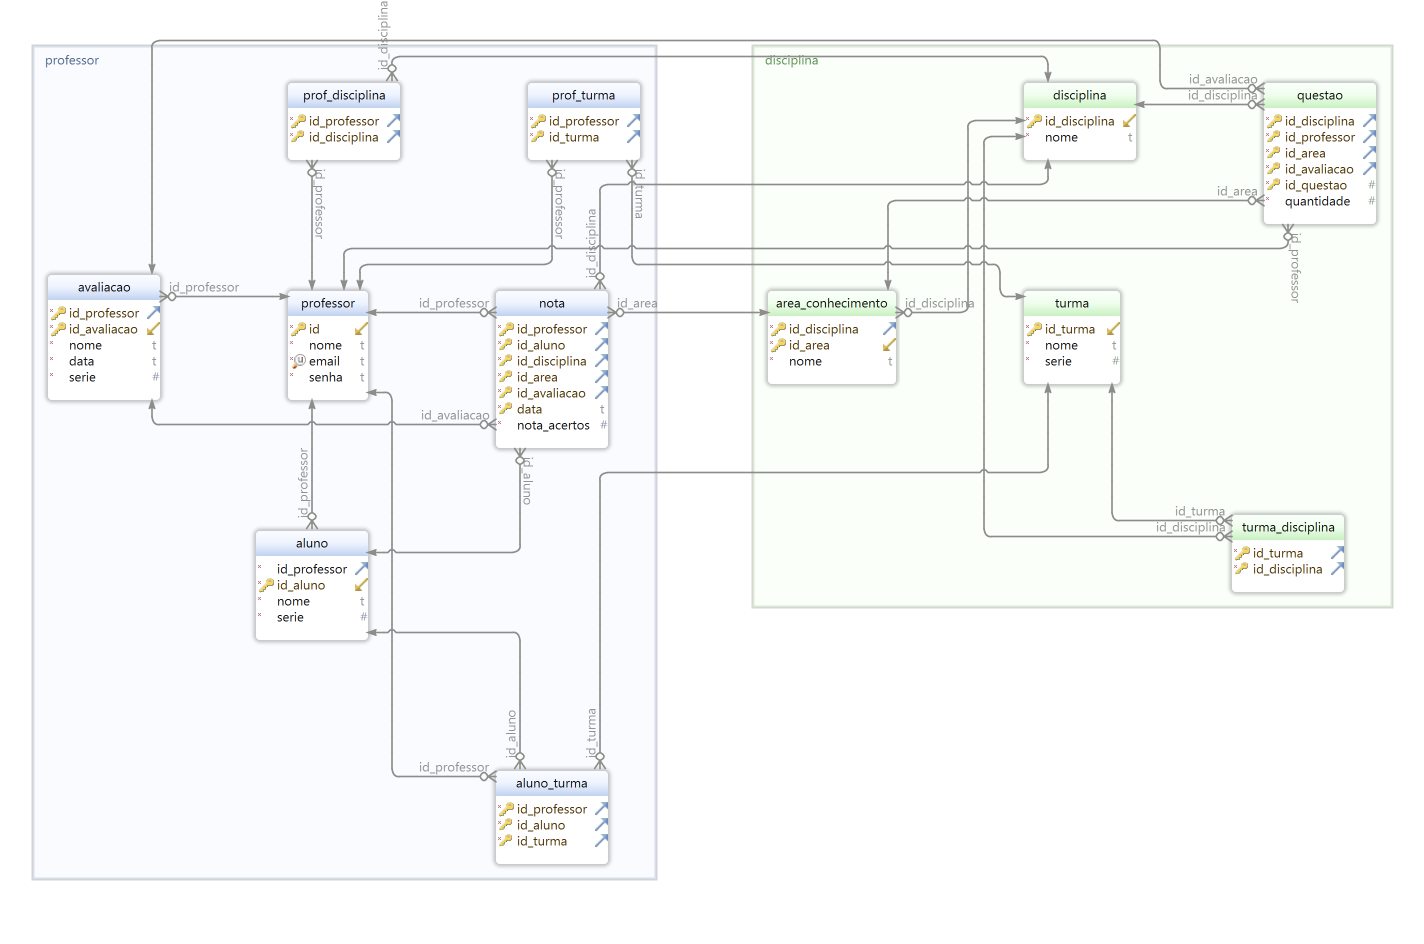 id_disciplina
professor
disciplina
prof_disciplina
id_professor
id_disciplina
prof_turma
id_professor
id_turma
disciplina
id_disciplina
nome t
id_avaliacao
id_disciplina
questao
id_disciplina
id_professor
id_area
id_avaliacao
id_questao #
quantidade #
id_area
id_professor
id_professor
id_professor
id_turma
id_disciplina
avaliacao
id_professor
id_avaliacao
nome t
data t
serie #
id_professor
professor
id
nome t
email t
senha t
id_professor
nota
id_professor
id_aluno
id_disciplina
id_area
id_avaliacao
data t
nota_acertos #
id_area
area_conhecimento
id_disciplina
id_area
nome t
id_disciplina
turma
id_turma
nome t
serie #
id_avaliacao
id_aluno
id_professor
aluno
id_professor
id_aluno
nome t
serie #
id_turma
id_disciplina
turma_disciplina
id_turma
id_disciplina
id_aluno
id_turma
id_professor
aluno_turma
id_professor
id_aluno
id_turma